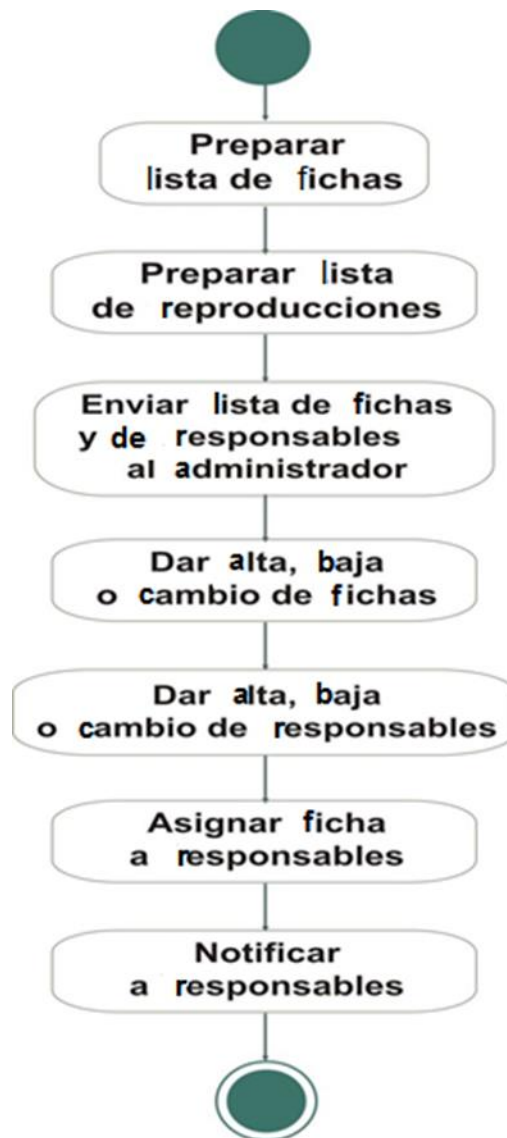 Preparar
lista de fichas
Preparar lista
de reproducciones
Enviar lista de fichas
y de responsables
al administrador
Dar alta, baja
o cambio de fichas
Dar alta, baja
o cambio de responsables
Asignar ficha
a responsables
Notificar
a responsables